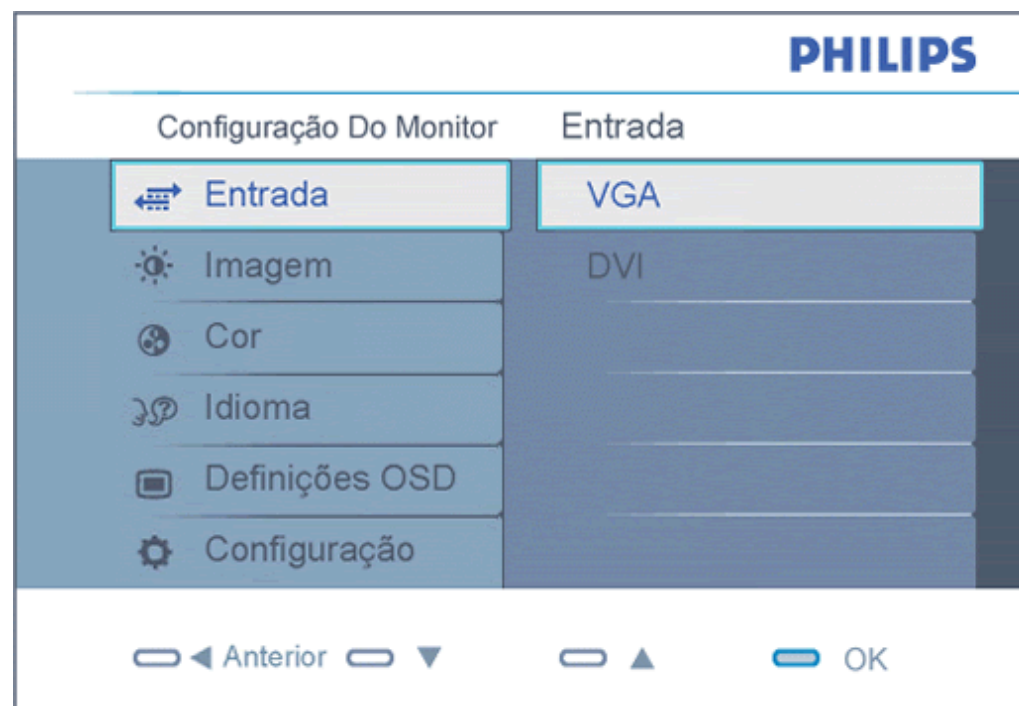 PHILIPS
Configuração Do Monitor Entrada
Entrada VGA
Imagem DVI
Cor
Idioma
Definições OSD
Configuração
Anterior OK